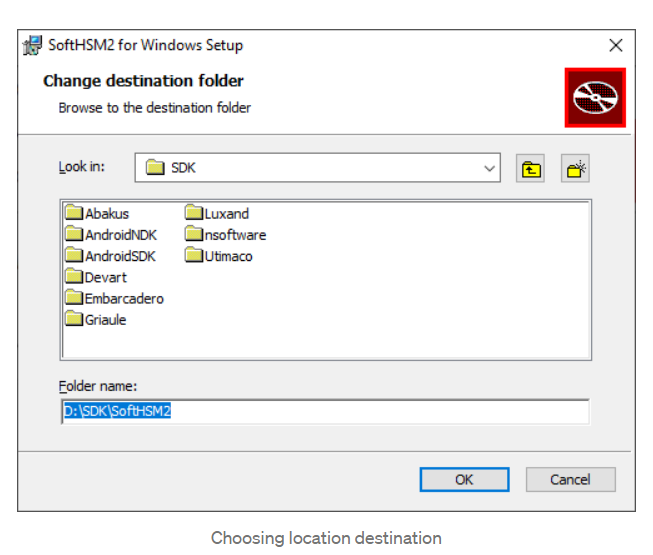 SoftHSM2 for Windows Setup
Change destination folder
Browse to the destination folder
Look in:
SDK
Abakus
AndroidNDK
AndroidSDK
Devart
Embarcadero
Griaule
Luxand
nsoftware
Utimaco
Folder name:
D:\SDK\SoftHSM2
OK
Cancel
Choosing location destination